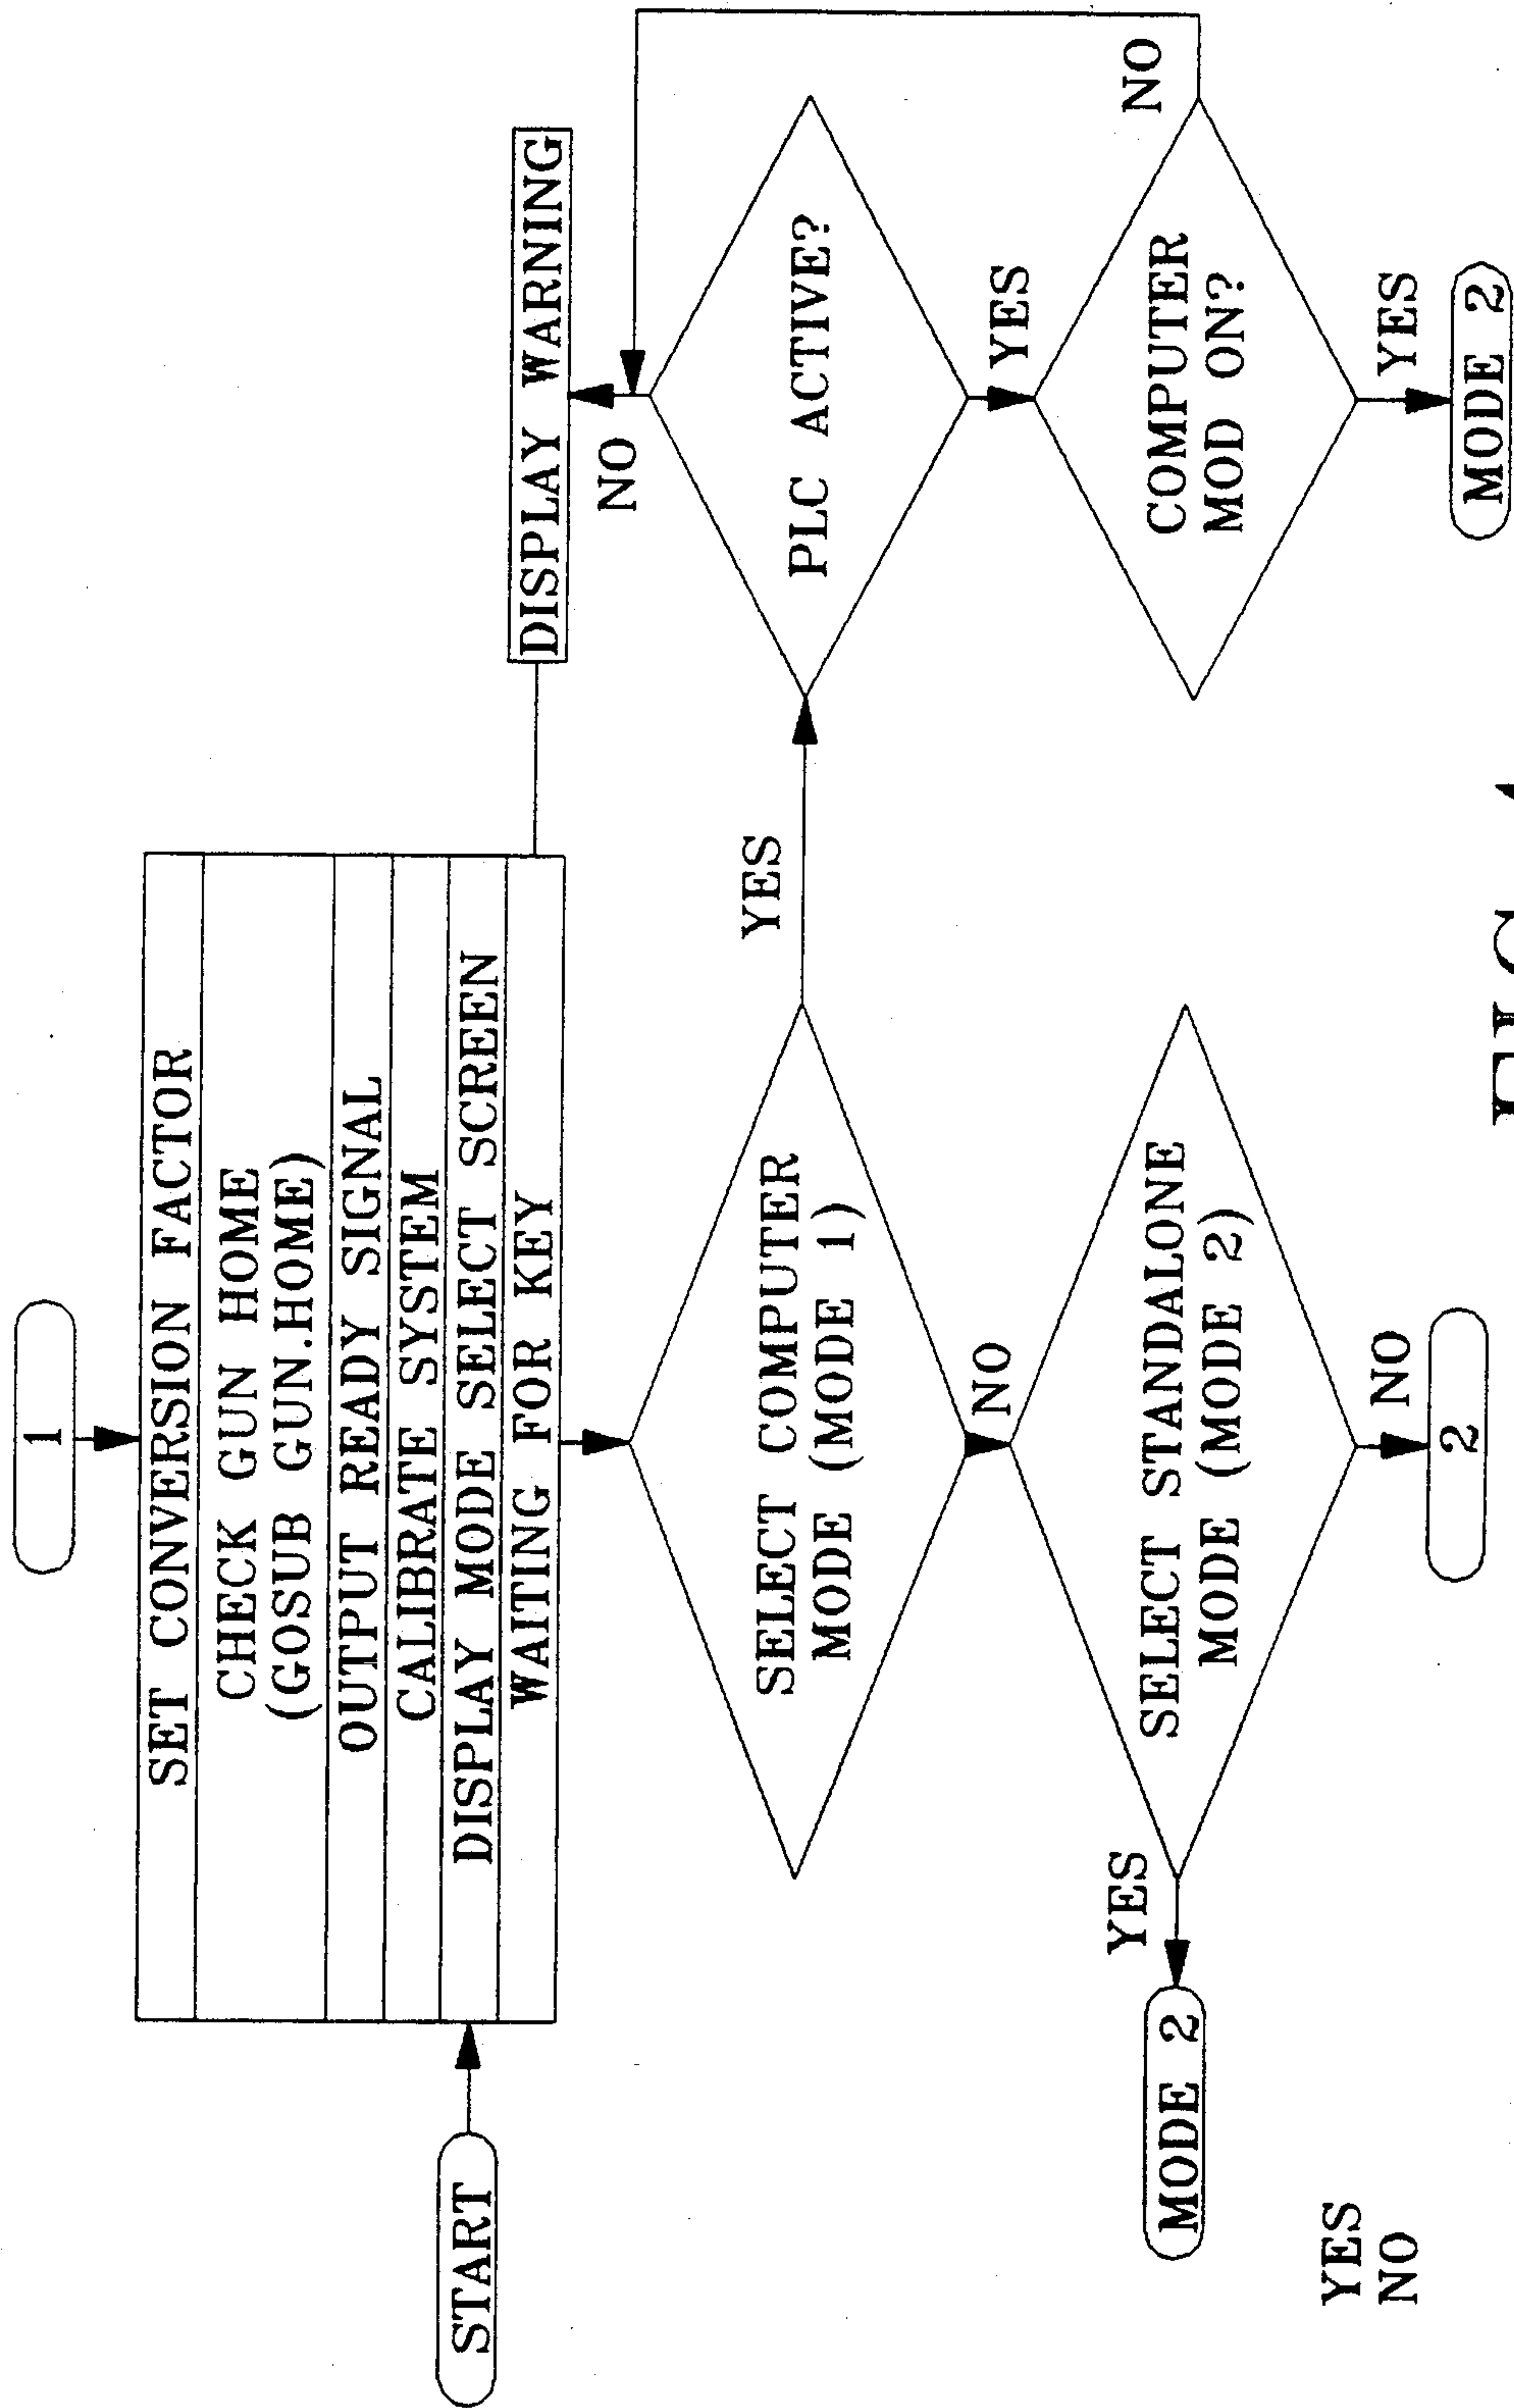 1
SET CONVERSION FACTOR
CHECK GUN HOME
(GOSUB GUN.HOME)
OUTPUT READY SIGNAL
CALIBRATE SYSTEM
DISPLAY MODE SELECT SCREEN
WAITING FOR KEY
START
DISPLAY WARNING
NO
SELECT COMPUTER
MODE (MODE 1)
YES
PLC ACTIVE?
YES
NO
COMPUTER
MOD ON?
NO
YES
MODE 2
SELECT STANDALONE
MODE (MODE 2)
YES
MODE 2
NO
2
YES
NO